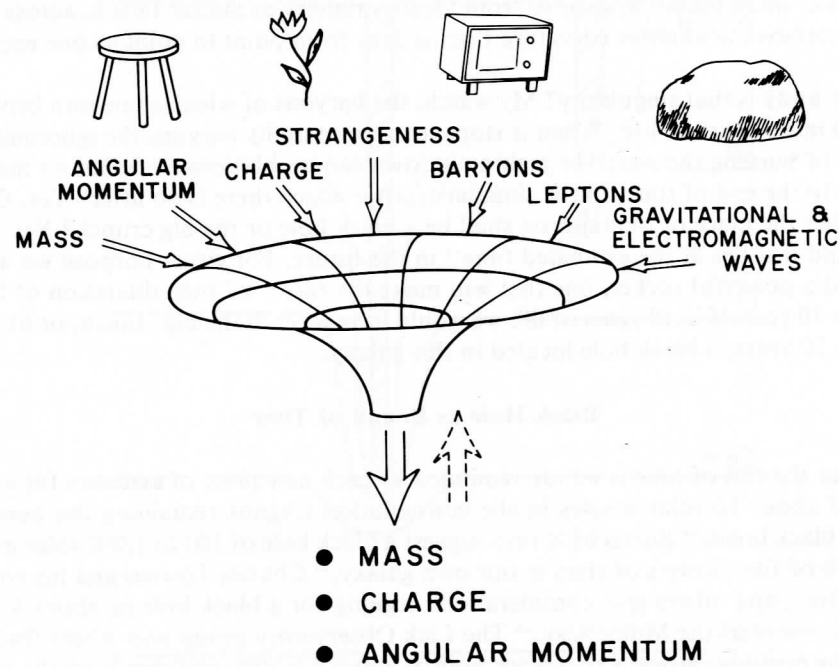 STRANGENESS
ANGULAR
MOMENTUM
CHARGE
BARYONS
LEPTONS
MASS
GRAVITATIONAL &
ELECTROMAGNETIC
WAVES
● MASS
● CHARGE
● ANGULAR MOMENTUM